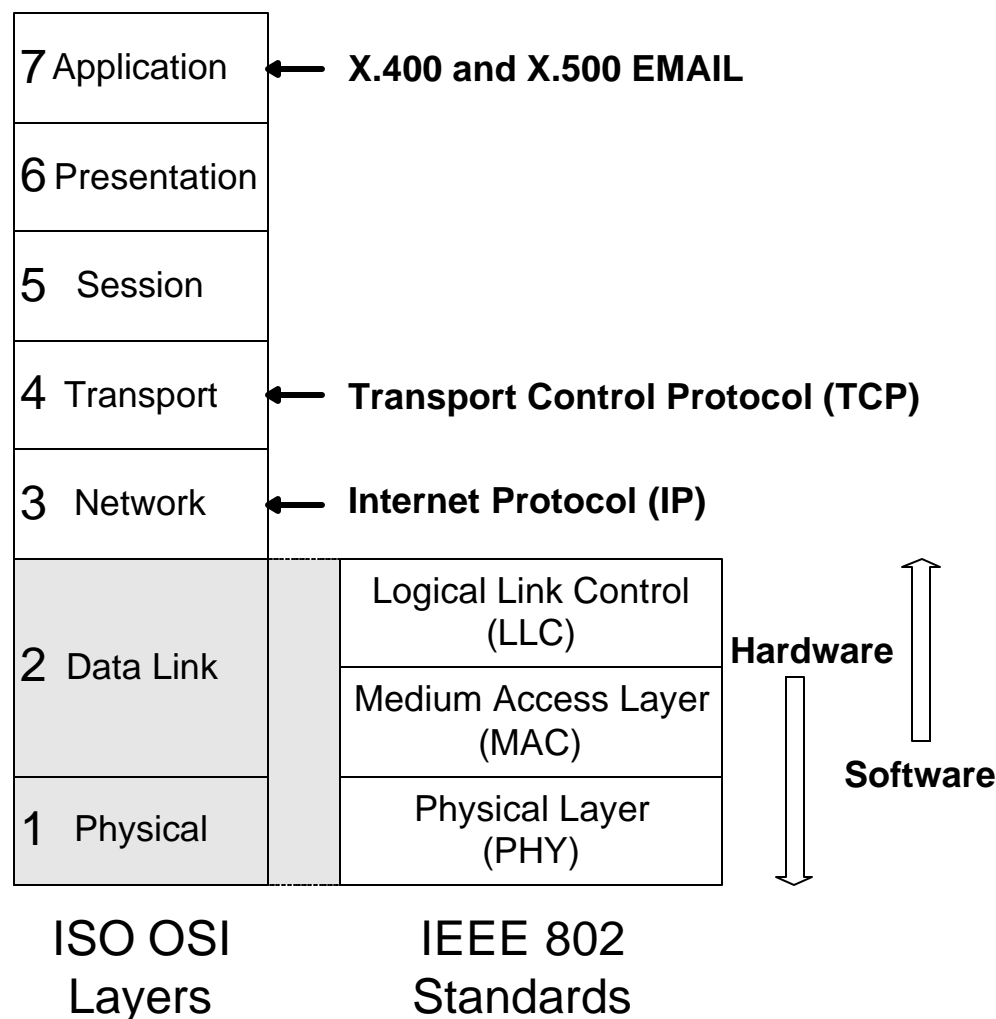 7 Application
X.400 and X.500 EMAIL
6 Presentation
5 Session
4 Transport
Transport Control Protocol (TCP)
3 Network
Internet Protocol (IP)
2 Data Link
Logical Link Control
(LLC)
Medium Access Layer
(MAC)
Hardware
Software
1 Physical
Physical Layer
(PHY)
ISO OSI
Layers
IEEE 802
Standards